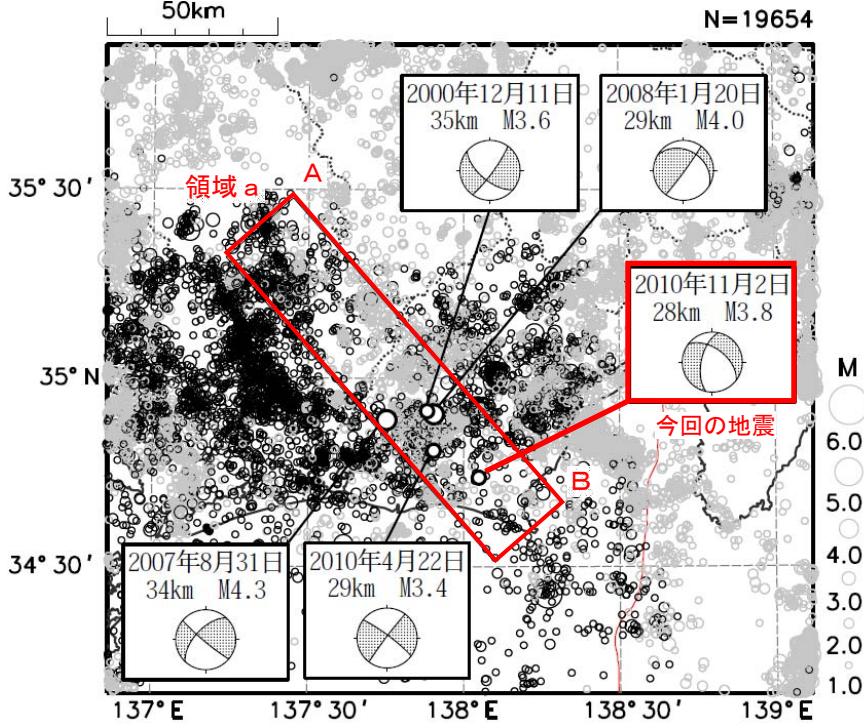 50km
N=19654
2000年12月11日
35km M3.6
2008年1月20日
29km M4.0
35° 30′
領域a
A
2010年11月2日
28km M3.8
35° N
今回の地震
M
6.0
5.0
4.0
3.0
2.0
1.0
B
34° 30′
2007年8月31日
34km M4.3
2010年4月22日
29km M3.4
137° E
137° 30′
138° E
138° 30′
139° E